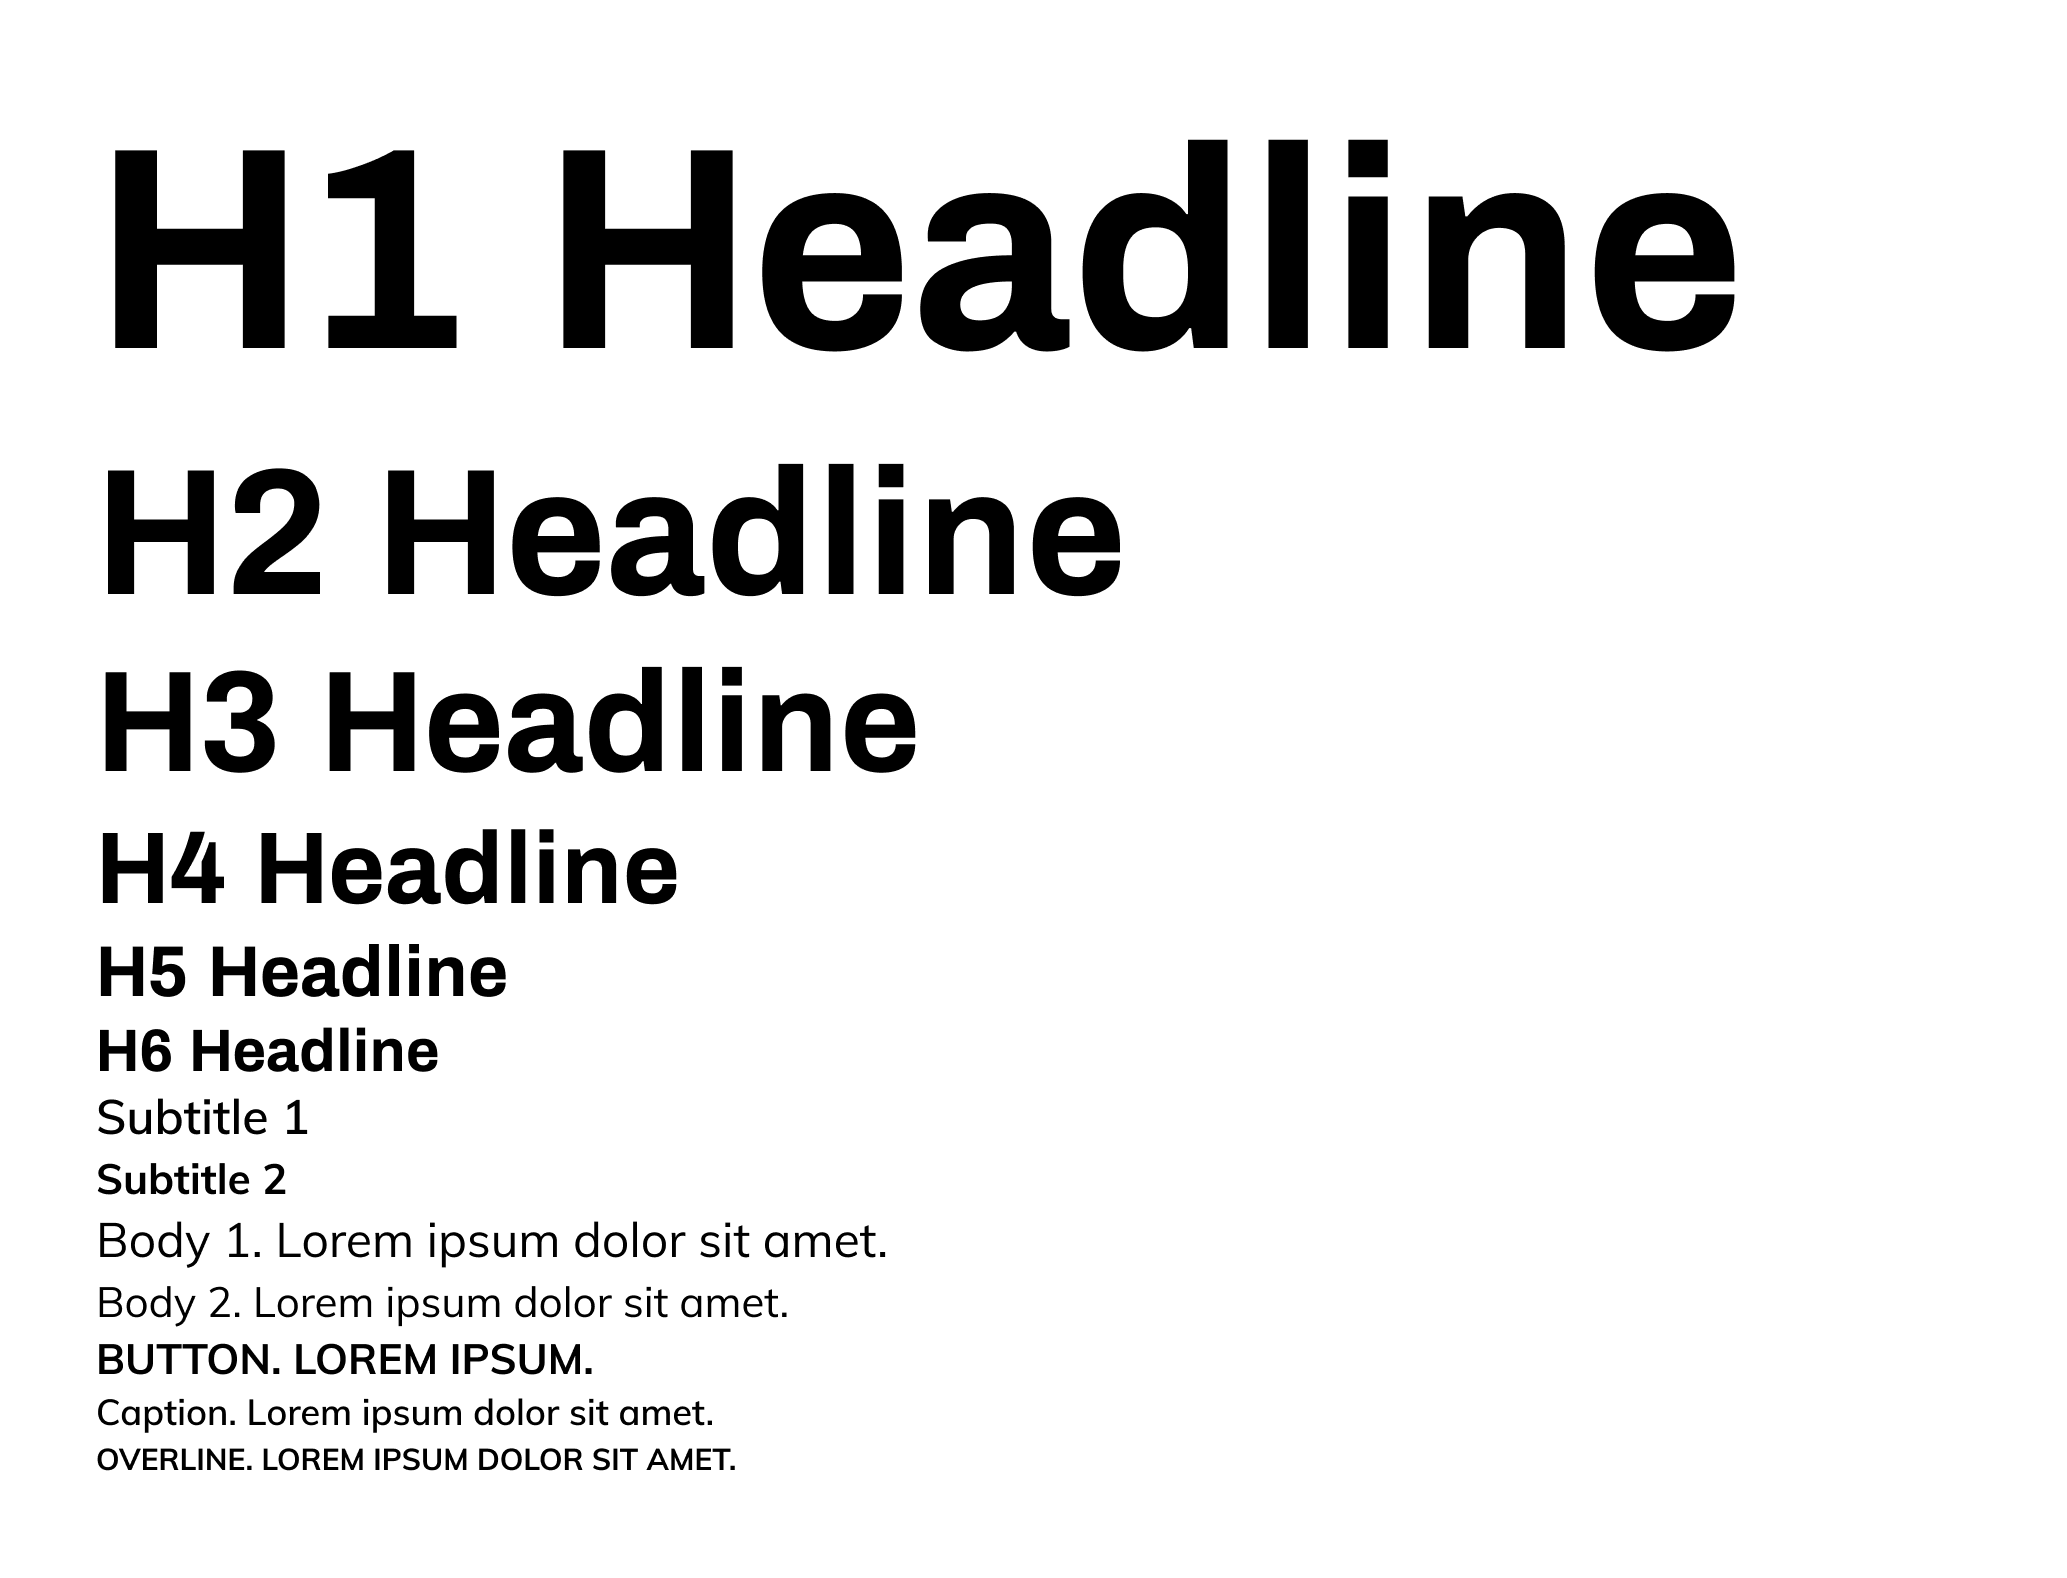 H1 Headline
H2 Headline
H3 Headline
H4 Headline
H5 Headline
H6 Headline
Subtitle 1
Subtitle 2
Body 1. Lorem ipsum dolor sit amet.
Body 2. Lorem ipsum dolor sit amet.
BUTTON. LOREM IPSUM.
Caption. Lorem ipsum dolor sit amet.
OVERLINE. LOREM IPSUM DOLOR SIT AMET.